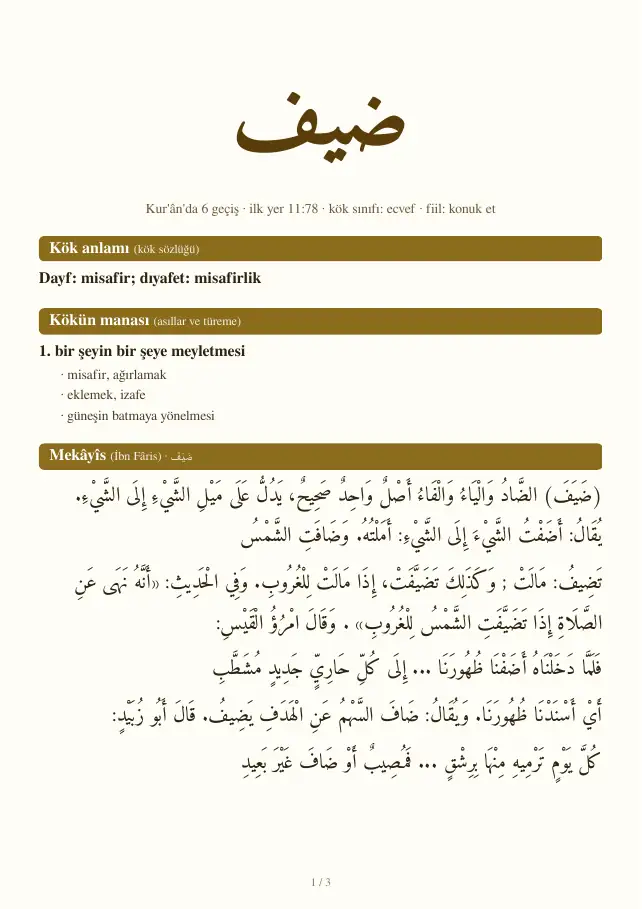 ضيف
Kur'ân'da 6 geçiş · ilk yer 11:78 · kök sınıfı: ecvef · fiil: konuk et
Kök anlamı (kök sözlüğü)
Dayf: misafir; dıyafet: misafirlik
Kökün manası (asıllar ve türeme)
1. bir şeyin bir şeye meyletmesi
· misafir, ağırlamak
· eklemek, izafe
· güneşin batmaya yönelmesi
Mekâyîs (İbn Fâris) · ضَيَفَ
(ضَيَفَ) الضَّادُ وَالْيَاءُ وَالْفَاءُ أَصْلٌ وَاحِدٌ صَحِيحٌ، يَدُلُّ عَلَى مَيْلِ الشَّيْءِ إِلَى الشَّيْءِ.
يُقَالُ: أَضَفْتُ الشَّيْءَ إِلَى الشَّيْءِ: أَمَلْتُهُ. وَضَافَتِ الشَّمْسُ
تَضِيفُ: مَالَتْ ; وَكَذَلِكَ تَضَيَّفَتْ، إِذَا مَالَتْ لِلْغُرُوبِ. وَفِي الْحَدِيثِ: «أَنَّهُ نَهَى عَنِ
الصَّلَاةِ إِذَا تَضَيَّفَتِ الشَّمْسُ لِلْغُرُوبِ» . وَقَالَ امْرُؤُ الْقَيْسِ:
فَلَمَّا دَخَلْنَاهُ أَضَفْنَا ظُهُورَنَا ... إِلَى كُلِّ حَارِيٍّ جَدِيدٍ مُشَطَّبِ
أَيْ أَسْنَدْنَا ظُهُورَنَا. وَيُقَالُ: ضَافَ السَّهْمُ عَنِ الْهَدَفِ يَضِيفُ. قَالَ أَبُو زُبَيْدٍ:
كُلَّ يَوْمٍ تَرْمِيهِ مِنْهَا بِرِشْقٍ ... فَمُصِيبٌ أَوْ ضَافَ غَيْرَ بَعِيدِ
1 / 3